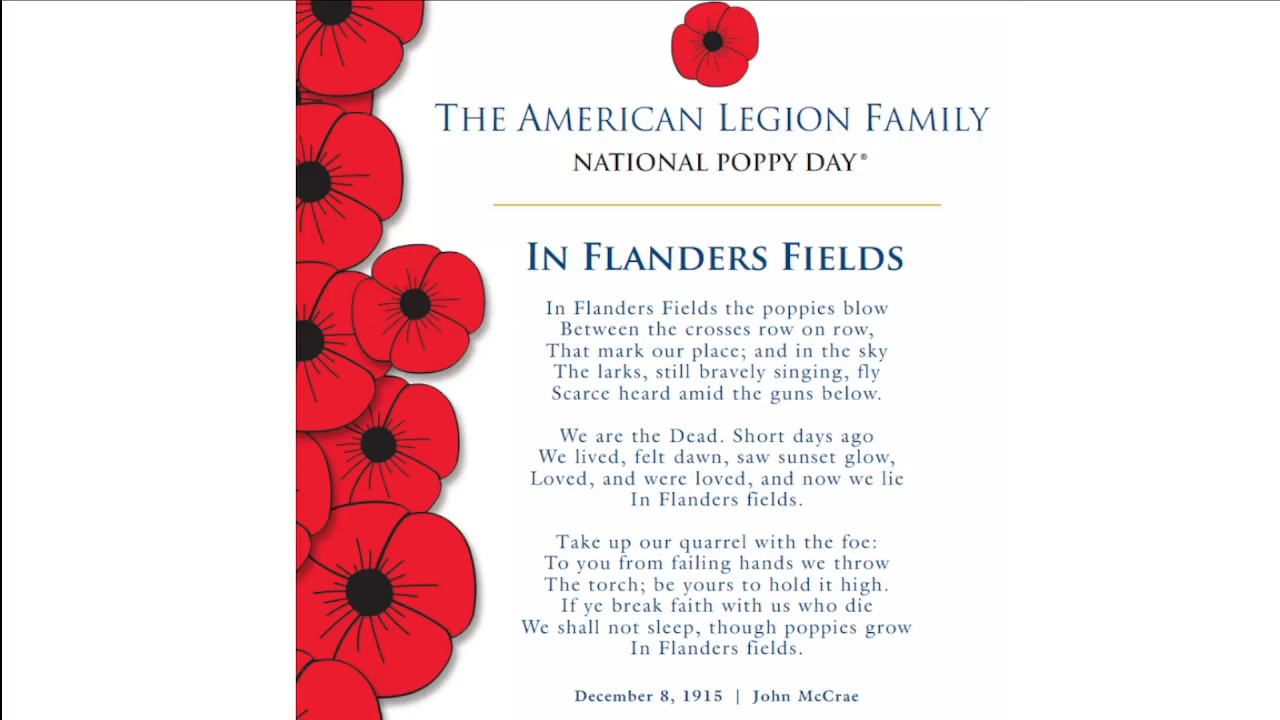 THE AMERICAN LEGION FAMILY
NATIONAL POPPY DAY®
IN FLANDERS FIELDS
In Flanders Fields the poppies blow
Between the crosses row on row,
That mark our place; and in the sky
The larks, still bravely singing, fly
Scarce heard amid the guns below.
We are the Dead. Short days ago
We lived, felt dawn, saw sunset glow,
Loved, and were loved, and now we lie
In Flanders fields.
Take up our quarrel with the foe:
To you from failing hands we throw
The torch; be yours to hold it high.
If ye break faith with us who die
We shall not sleep, though poppies grow
In Flanders fields.
December 8, 1915 | John McCrae